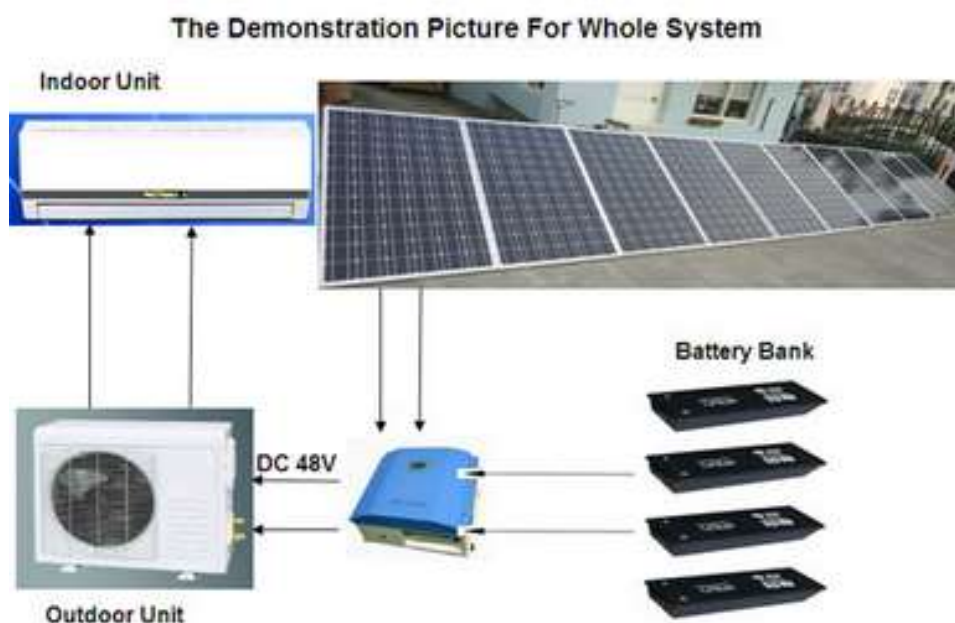 The Demonstration Picture For Whole System
Indoor Unit
Battery Bank
DC 48V
Outdoor Unit